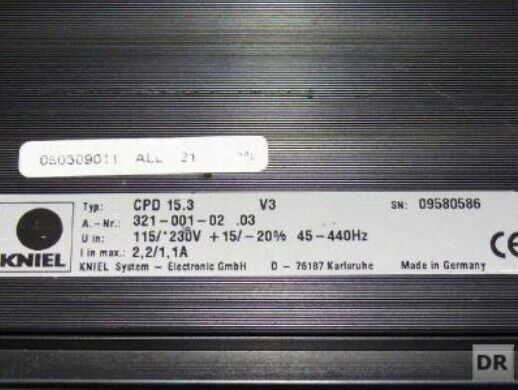 080309011 ALL 21
KNIEL
Typ: CPD 15.3 V3 SN: 09580586
A.-Nr.: 321-001-02 .03
U in: 115/*230V +15/-20% 45-440Hz
I in max.: 2,2/1,1A
KNIEL System - Electronic GmbH D - 76187 Karlsruhe Made in Germany
CE
DR